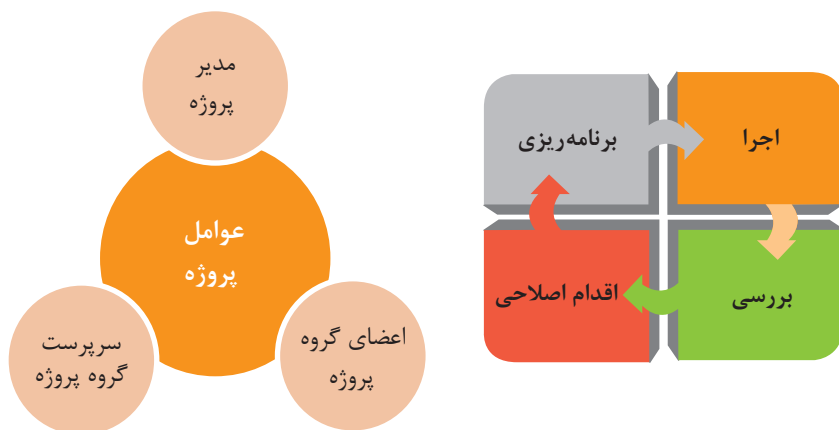 اجرا
برنامه‌ریزی
بررسی
اقدام اصلاحی
مدیر
پروژه
عوامل
پروژه
اعضای گروه
پروژه
سرپرست
گروه پروژه